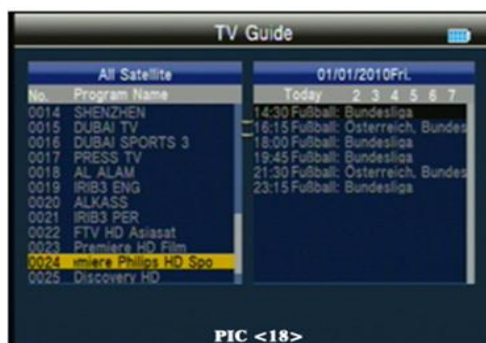 TV Guide
All Satellite
No. Program Name
0014 SHENZHEN
0015 DUBAI TV
0016 DUBAI SPORTS 3
0017 PRESS TV
0018 AL ALAM
0019 IRIB3 ENG
0020 ALKASS
0021 IRIB3 PER
0022 FTV HD Asiasat
0023 Premiere HD Film
0024 miere Philips HD Spo
0025 Discovery HD
01/01/2010Fri.
Today 2 3 4 5 6 7
14:30 Fußball: Bundesliga
16:15 Fußball: Österreich, Bundes
18:00 Fußball: Bundesliga
19:45 Fußball: Bundesliga
21:30 Fußball: Österreich, Bundes
23:15 Fußball: Bundesliga
PIC <18>